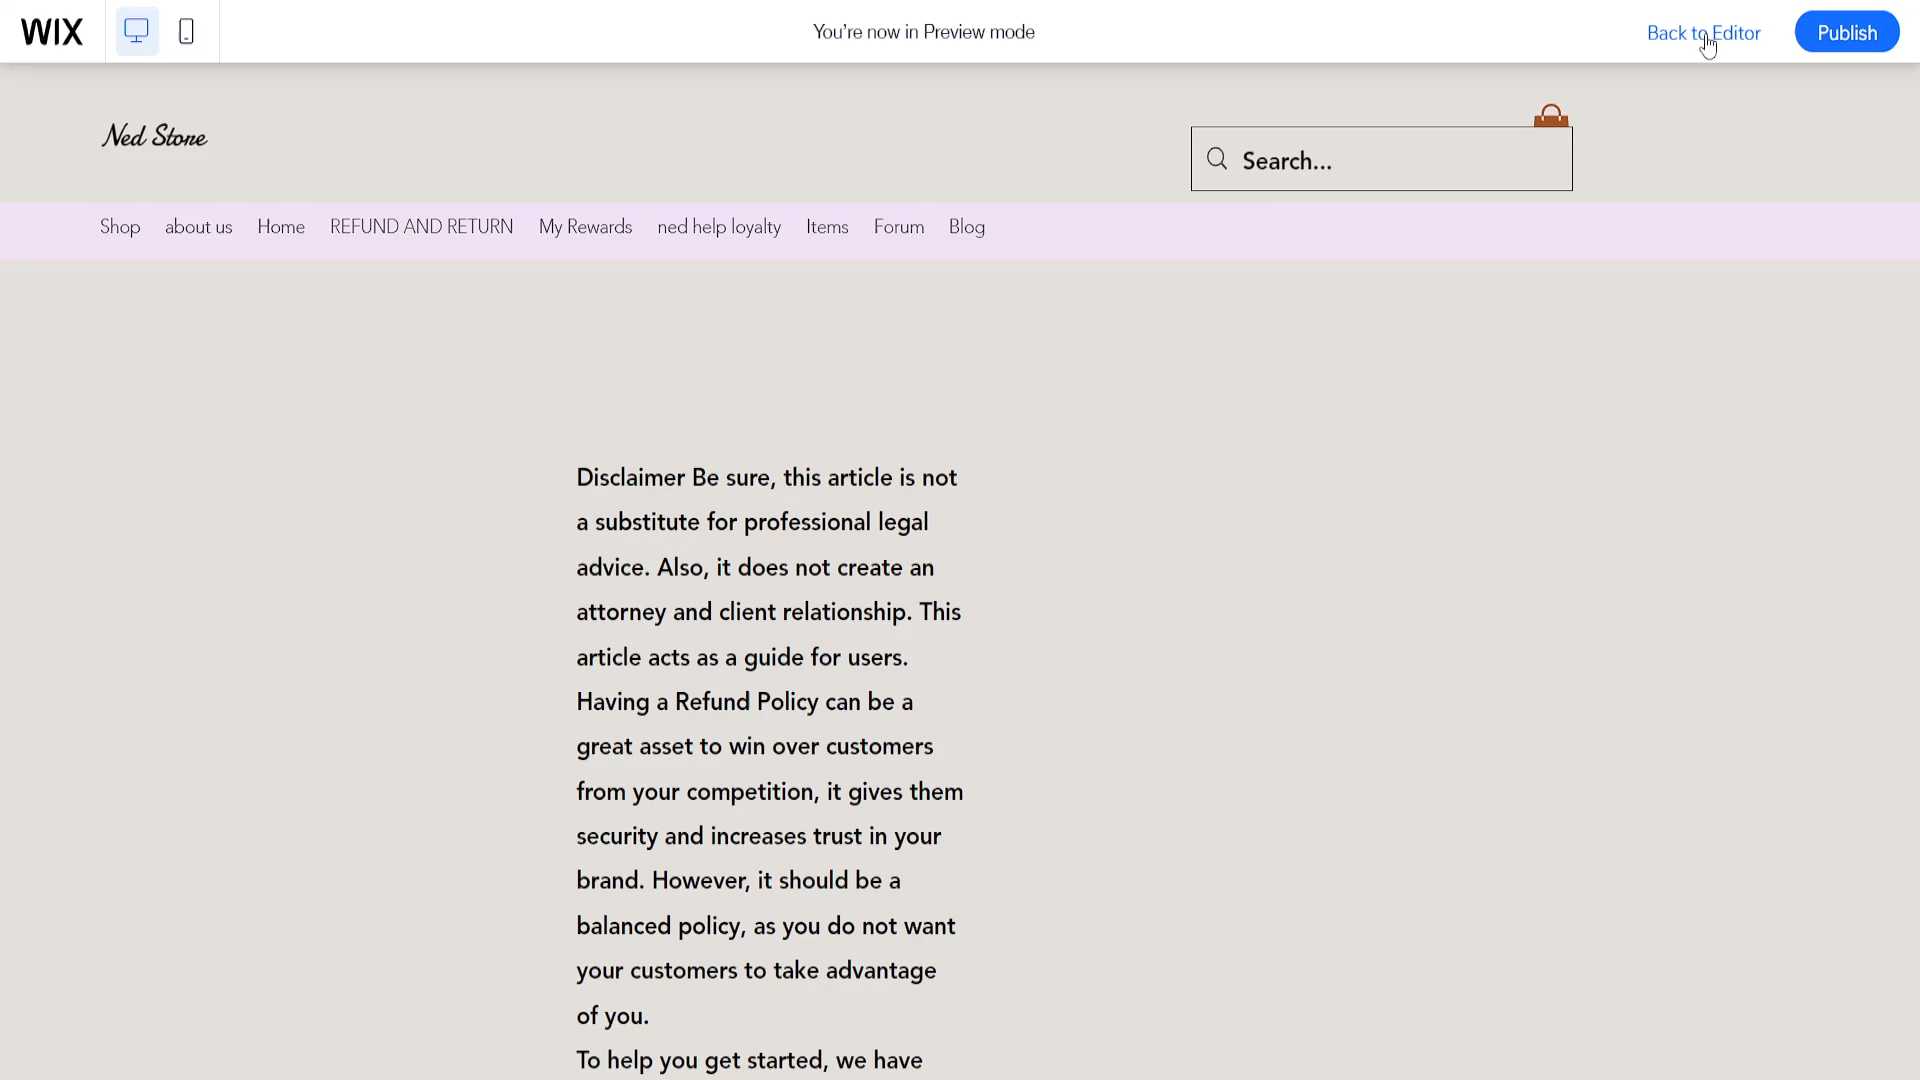 WIX
You're now in Preview mode
Back to Editor
Publish
Ned Store
Search...
Shop about us Home REFUND AND RETURN My Rewards ned help loyalty Items Forum Blog
Disclaimer Be sure, this article is not
a substitute for professional legal
advice. Also, it does not create an
attorney and client relationship. This
article acts as a guide for users.
Having a Refund Policy can be a
great asset to win over customers
from your competition, it gives them
security and increases trust in your
brand. However, it should be a
balanced policy, as you do not want
your customers to take advantage
of you.
To help you get started, we have